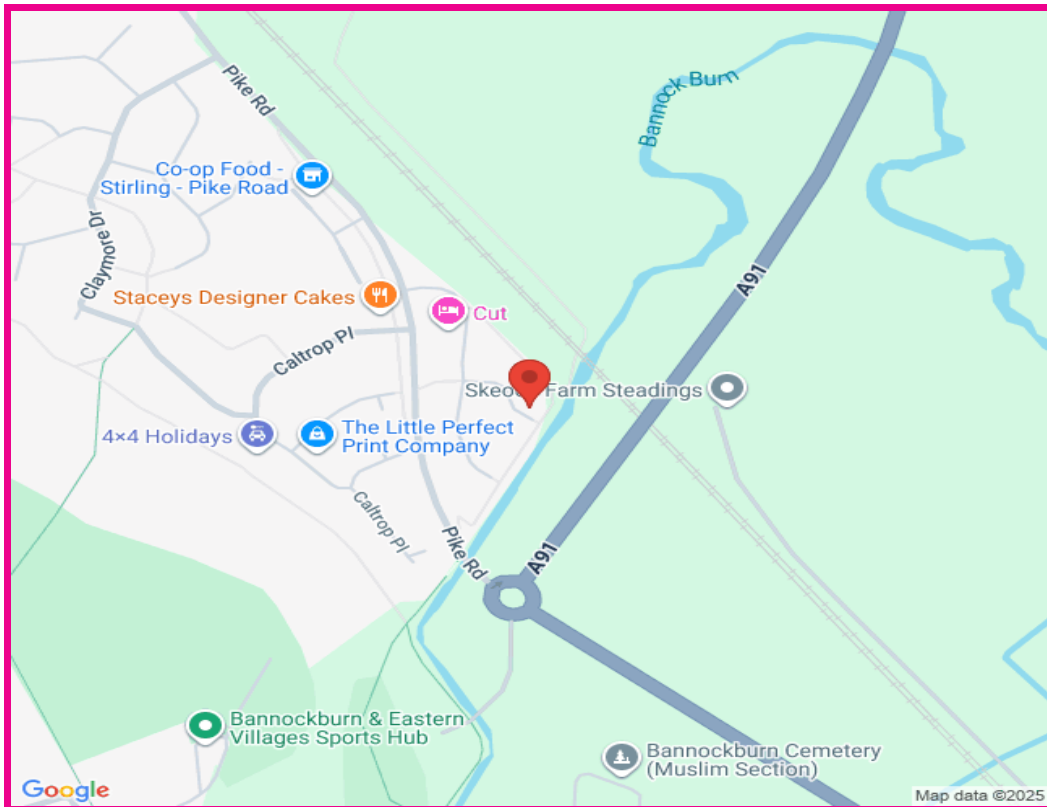 Pike Rd
Bannock Burn
Co-op Food -
Stirling - Pike Road
Claymore Dr
A91
Staceys Designer Cakes
Cut
Caltrop Pl
Farm Steadings
4×4 Holidays
The Little Perfect
Print Company
Caltrop Pl
Pike Rd
A91
Bannockburn & Eastern
Villages Sports Hub
Bannockburn Cemetery
(Muslim Section)
Google
Map data ©2025